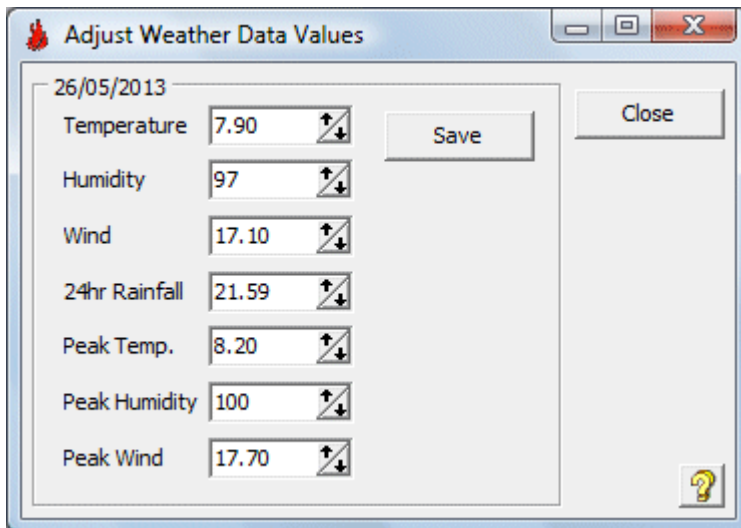 Adjust Weather Data Values
26/05/2013
Temperature 7.90
Save
Close
Humidity 97
Wind 17.10
24hr Rainfall 21.59
Peak Temp. 8.20
Peak Humidity 100
Peak Wind 17.70